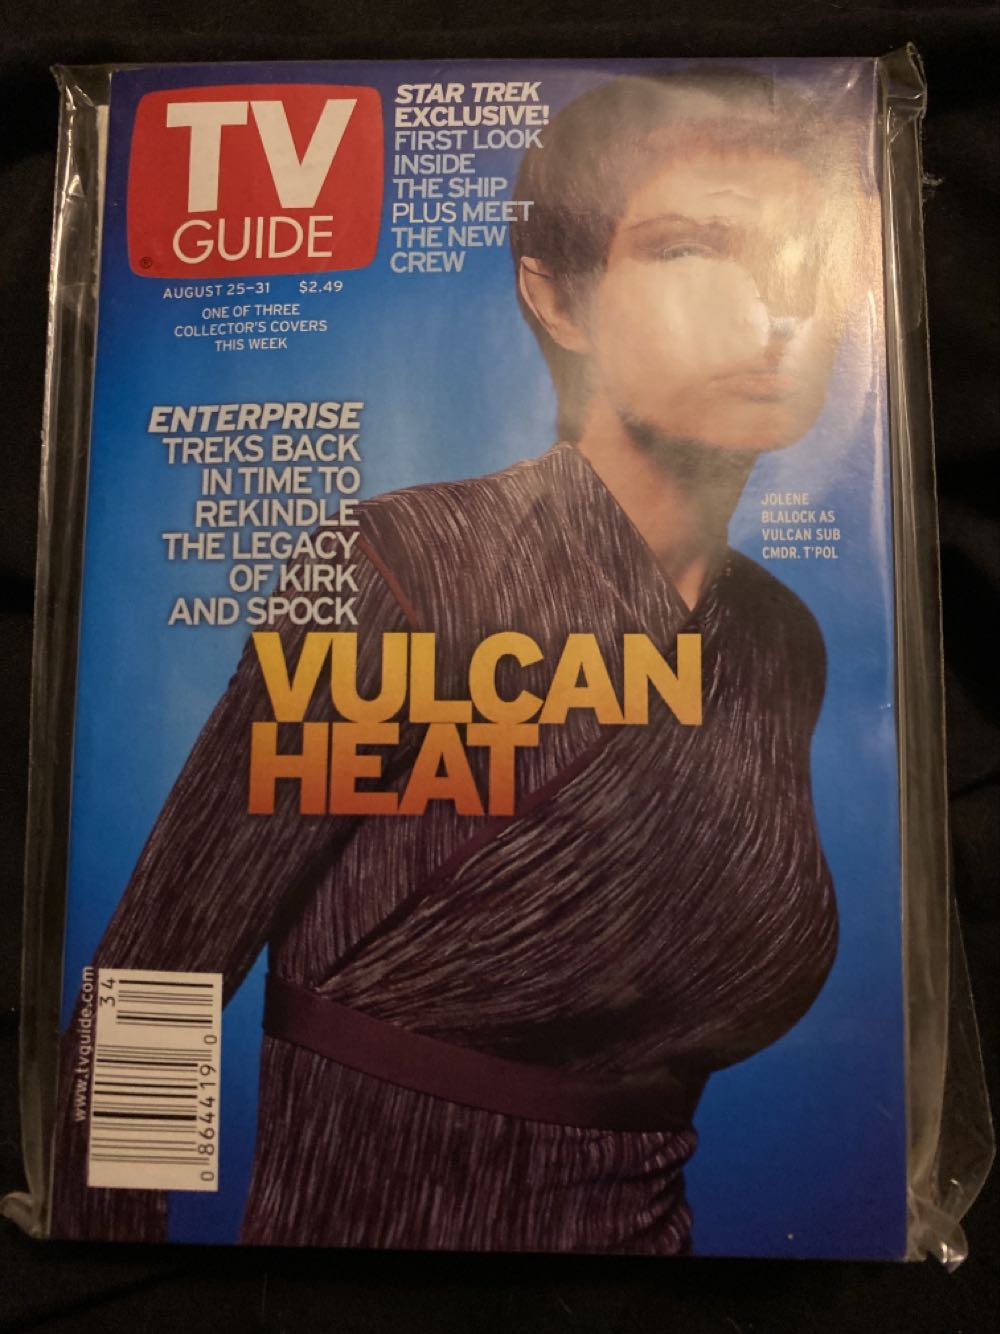 TV
GUIDE
®
AUGUST 25-31 $2.49
ONE OF THREE
COLLECTOR'S COVERS
THIS WEEK
STAR TREK
EXCLUSIVE!
FIRST LOOK
INSIDE
THE SHIP
PLUS MEET
THE NEW
CREW
ENTERPRISE
TREKS BACK
IN TIME TO
REKINDLE
THE LEGACY
OF KIRK
AND SPOCK
JOLENE
BLALOCK AS
VULCAN SUB
CMDR. T'POL
VULCAN
HEAT
www.tvguide.com
34
0 864419 0